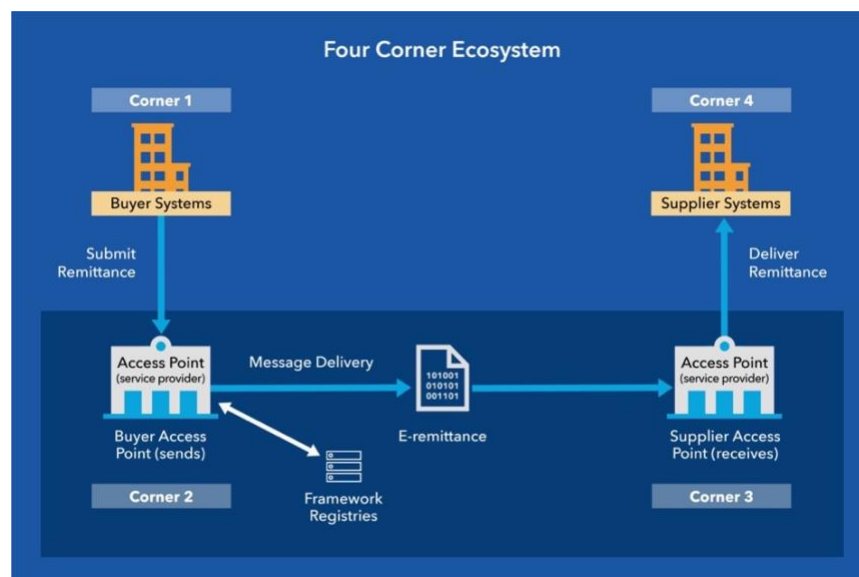 Four Corner Ecosystem
Corner 1
Corner 4
Buyer Systems
Supplier Systems
Submit
Remittance
Deliver
Remittance
Access Point
(service provider)
Message Delivery
101001
010101
001101
Access Point
(service provider)
Buyer Access
Point (sends)
E-remittance
Supplier Access
Point (receives)
Corner 2
Framework
Registries
Corner 3